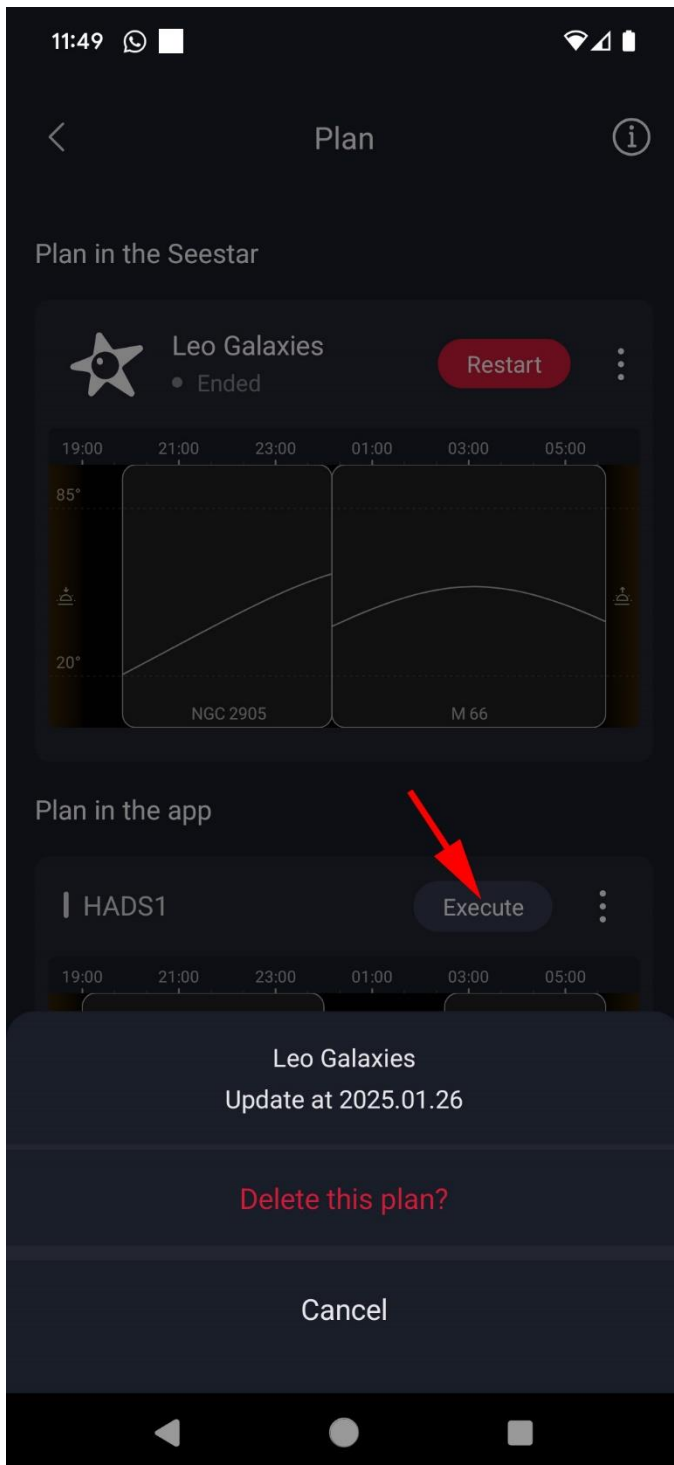 11:49
Plan
Plan in the Seestar
Leo Galaxies
Ended
Restart
19:00 21:00 23:00 01:00 03:00 05:00
85°
20°
NGC 2905 M 66
Plan in the app
HADS1
Execute
19:00 21:00 23:00 01:00 03:00 05:00
Leo Galaxies
Update at 2025.01.26
Delete this plan?
Cancel